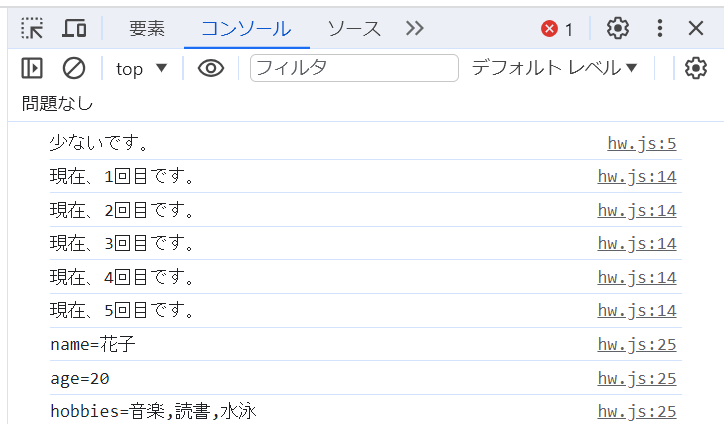 要素 コンソール ソース 1
top フィルタ デフォルト レベル
問題なし
少ないです。 hw.js:5
現在、1回目です。 hw.js:14
現在、2回目です。 hw.js:14
現在、3回目です。 hw.js:14
現在、4回目です。 hw.js:14
現在、5回目です。 hw.js:14
name=花子 hw.js:25
age=20 hw.js:25
hobbies=音楽,読書,水泳 hw.js:25